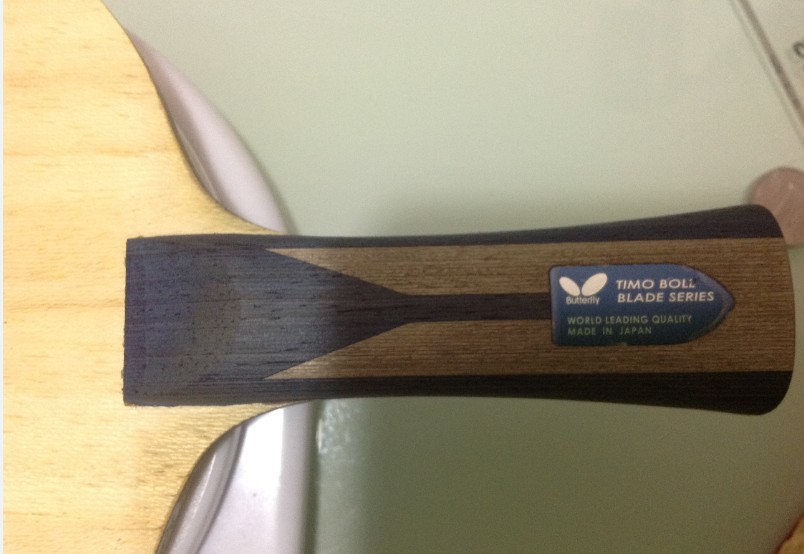 Butterfly
TIMO BOLL
BLADE SERIES
WORLD LEADING QUALITY
MADE IN JAPAN